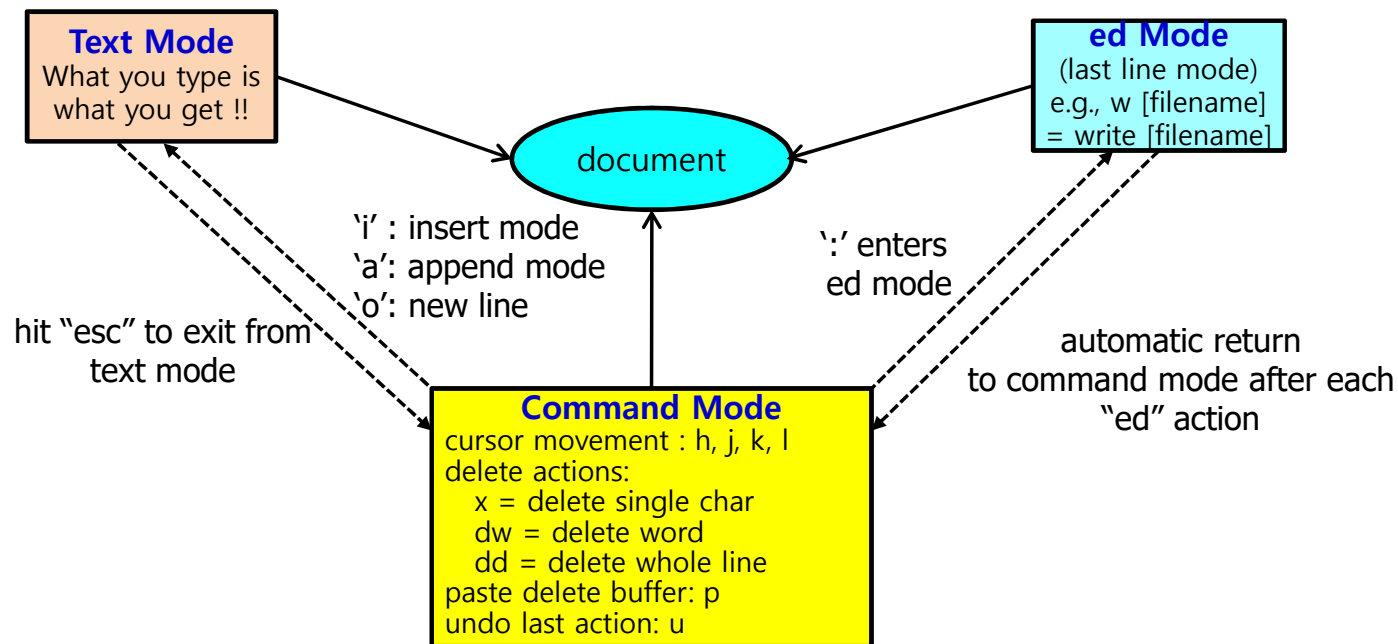 Text Mode
What you type is
what you get !!
ed Mode
(last line mode)
e.g., w [filename]
= write [filename]
document
‘i’ : insert mode
‘a’: append mode
‘o’: new line
‘:’ enters
ed mode
hit “esc” to exit from
text mode
automatic return
to command mode after each
“ed” action
Command Mode
cursor movement : h, j, k, l
delete actions:
x = delete single char
dw = delete word
dd = delete whole line
paste delete buffer: p
undo last action: u